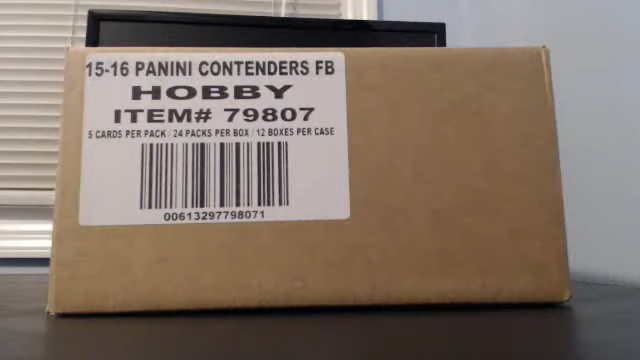 15-16 PANINI CONTENDERS FB
HOBBY
ITEM# 79807
5 CARDS PER PACK / 24 PACKS PER BOX / 12 BOXES PER CASE
00613297798071